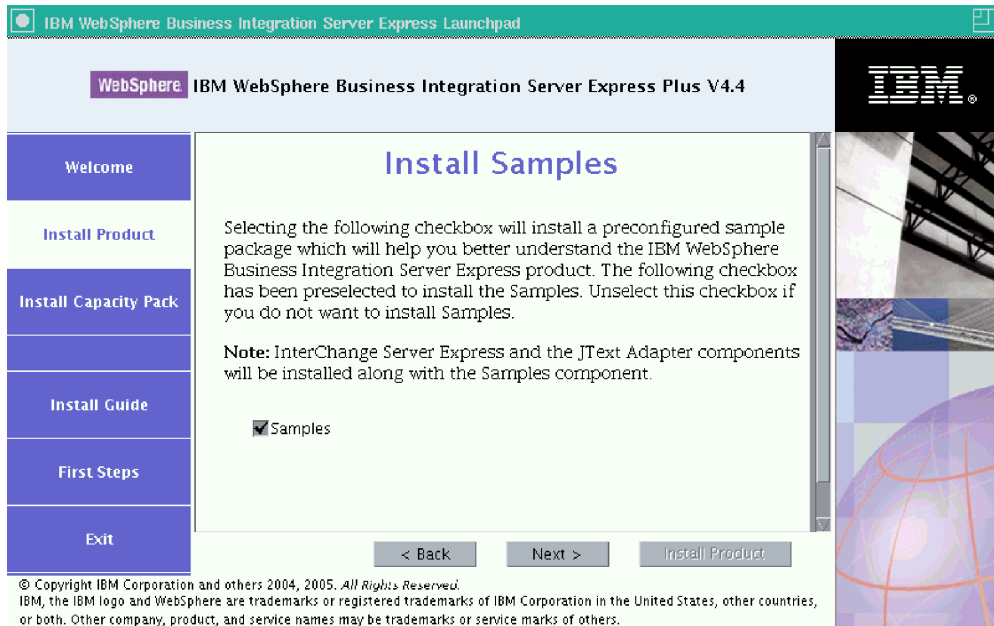 IBM WebSphere Business Integration Server Express Launchpad
WebSphere. IBM WebSphere Business Integration Server Express Plus V4.4
IBM®
Welcome
Install Product
Install Capacity Pack
Install Guide
First Steps
Exit
Install Samples
Selecting the following checkbox will install a preconfigured sample
package which will help you better understand the IBM WebSphere
Business Integration Server Express product. The following checkbox
has been preselected to install the Samples. Unselect this checkbox if
you do not want to install Samples.
Note: InterChange Server Express and the JText Adapter components
will be installed along with the Samples component.
Samples
< Back Next > Install Product
© Copyright IBM Corporation and others 2004, 2005. All Rights Reserved.
IBM, the IBM logo and WebSphere are trademarks or registered trademarks of IBM Corporation in the United States, other countries,
or both. Other company, product, and service names may be trademarks or service marks of others.